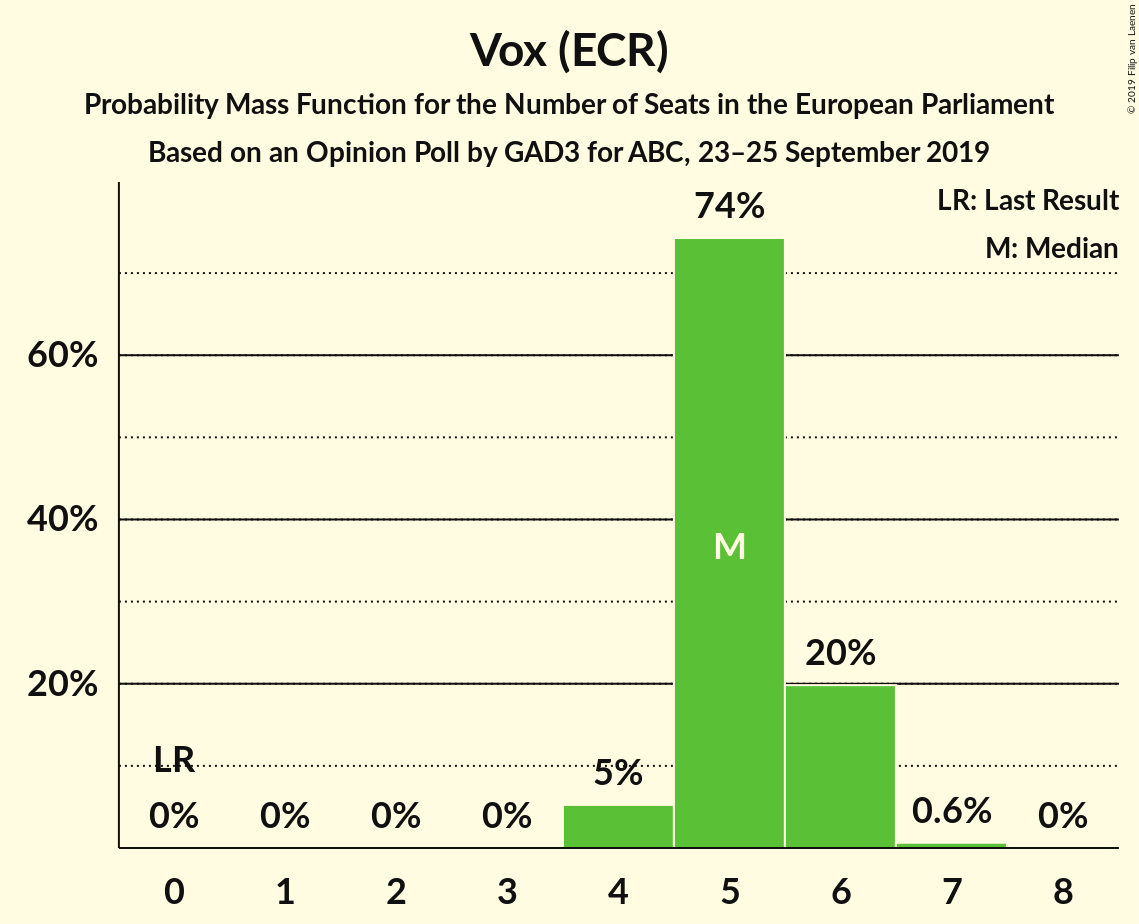 Vox (ECR)
Probability Mass Function for the Number of Seats in the European Parliament
Based on an Opinion Poll by GAD3 for ABC, 23–25 September 2019
© 2019 Filip van Laenen
LR: Last Result
M: Median
74%
60%
40%
M
20%
20%
LR
5%
0% 0% 0% 0% 0.6% 0%
0 1 2 3 4 5 6 7 8